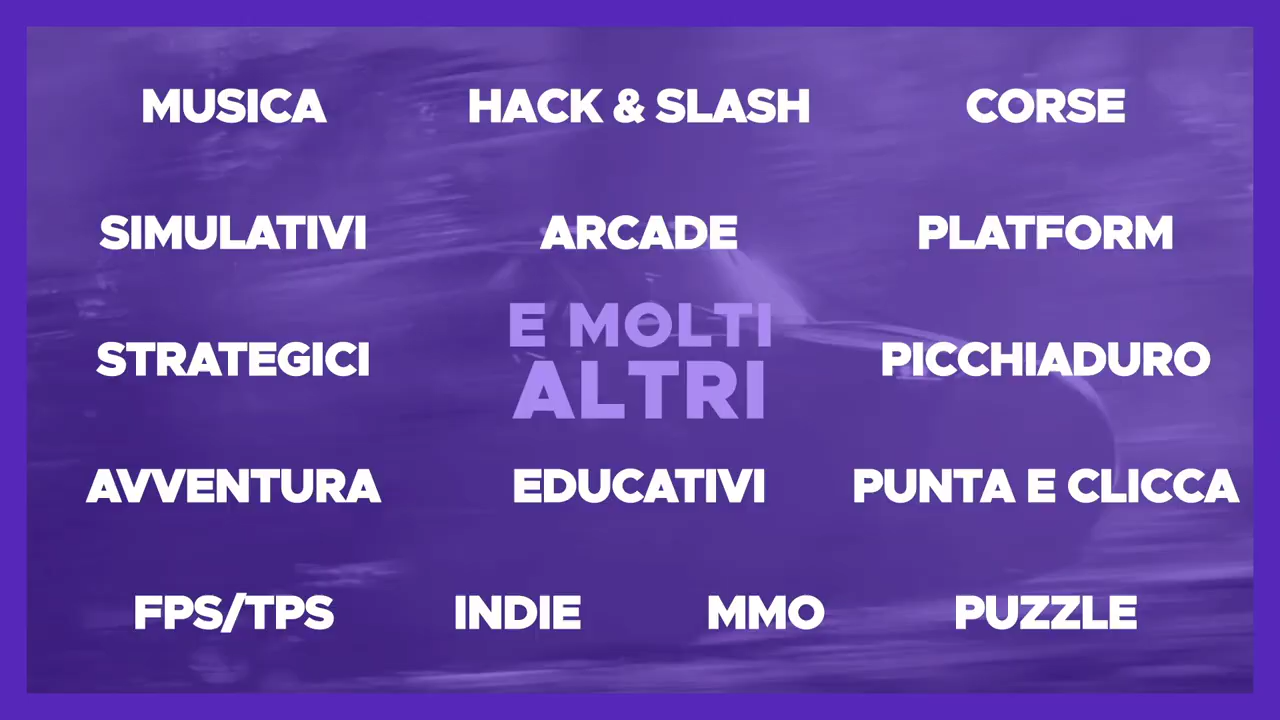 MUSICA
HACK & SLASH
CORSE
SIMULATIVI
ARCADE
PLATFORM
STRATEGICI
E MOLTI
ALTRI
PICCHIADURO
AVVENTURA
EDUCATIVI
PUNTA E CLICCA
FPS/TPS
INDIE
MMO
PUZZLE